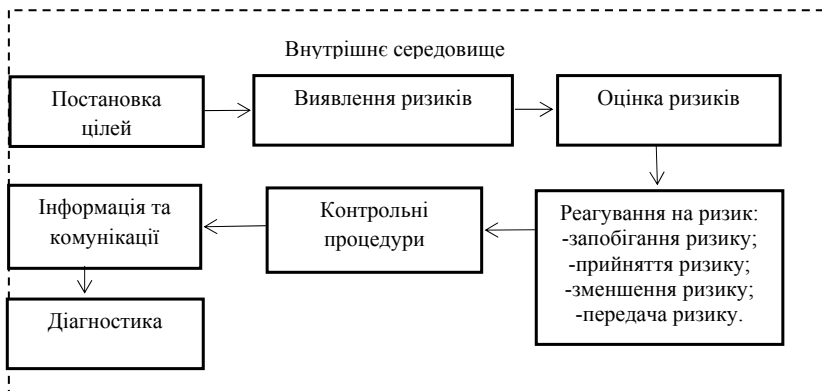 Внутрішнє середовище
Постановка
цілей
Виявлення ризиків
Оцінка ризиків
Інформація та
комунікації
Контрольні
процедури
Реагування на ризик:
-запобігання ризику;
-прийняття ризику;
-зменшення ризику;
-передача ризику.
Діагностика